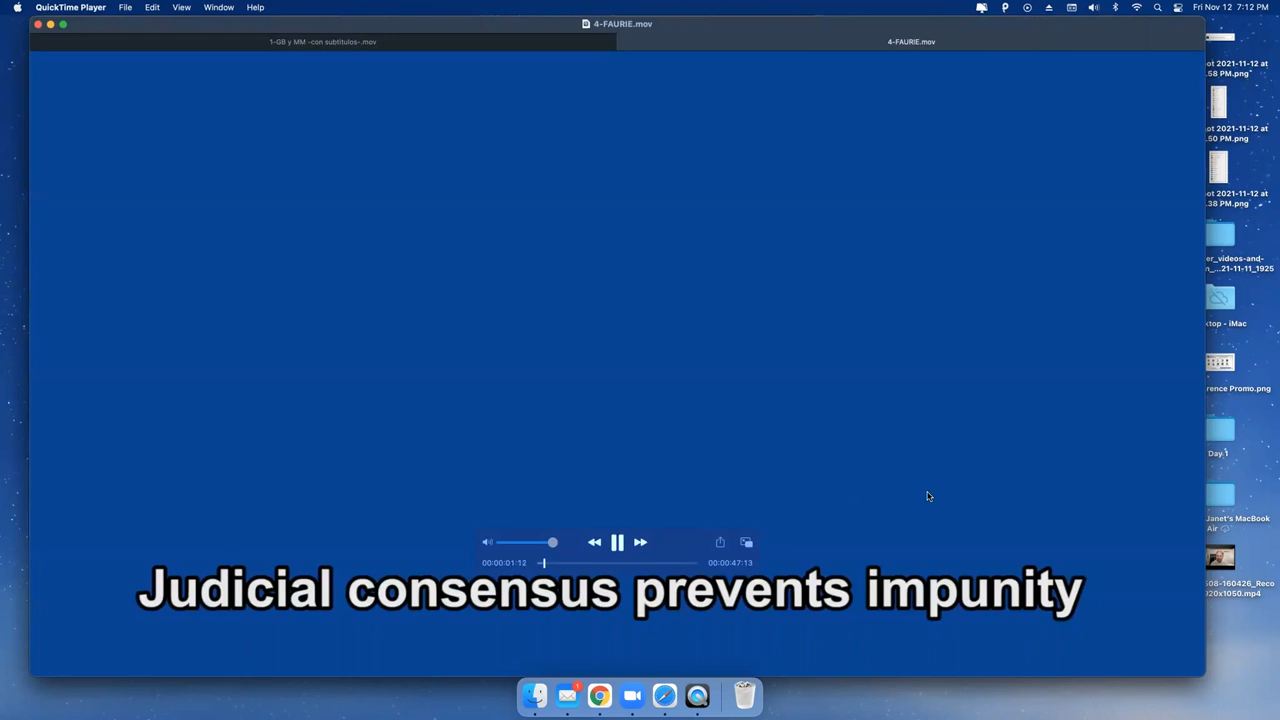 QuickTime Player File Edit View Window Help
Fri Nov 12 7:12 PM
4-FAURIE.mov
1-GB y MM -con subtitulos-.mov
4-FAURIE.mov
ot 2021-11-12 at
.58 PM.png
ot 2021-11-12 at
.50 PM.png
ot 2021-11-12 at
.38 PM.png
er_videos-and-
n_...21-11-11_1925
ktop - iMac
rence Promo.png
Day 1
Janet's MacBook
Air
508-160426_Reco
920x1050.mp4
00:00:01:12
00:00:47:13
Judicial consensus prevents impunity
1